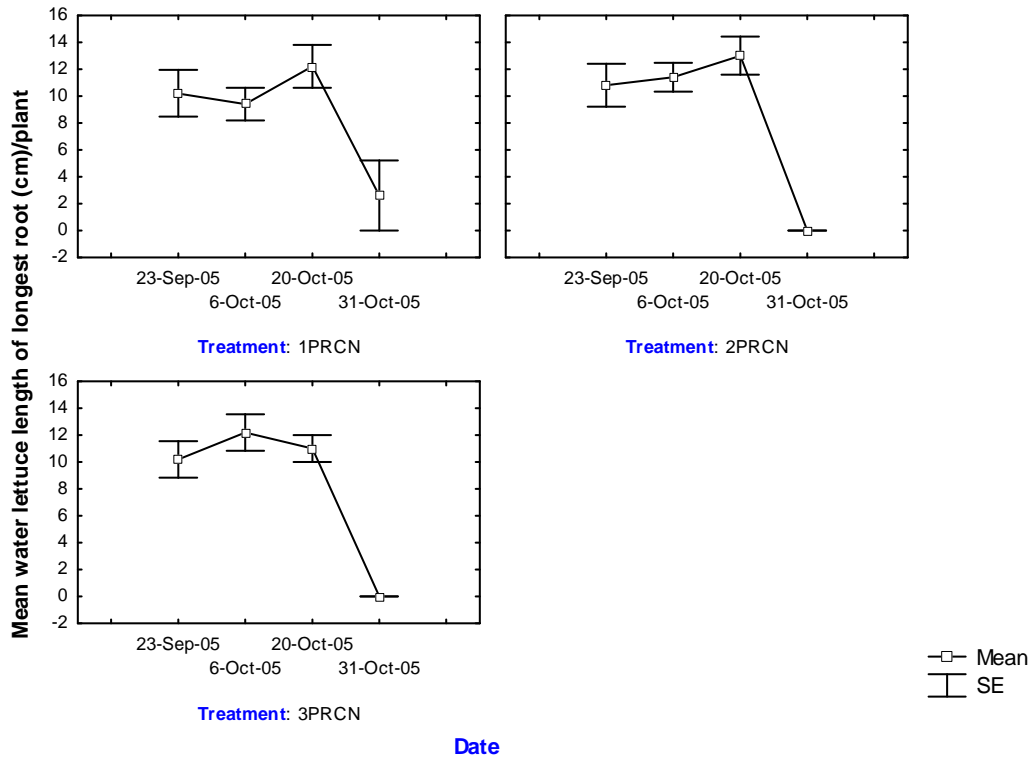 Mean water lettuce length of longest root (cm)/plant
16
14
12
10
8
6
4
2
0
-2
23-Sep-05 20-Oct-05
6-Oct-05 31-Oct-05
Treatment: 1PRCN
16
14
12
10
8
6
4
2
0
-2
23-Sep-05 20-Oct-05
6-Oct-05 31-Oct-05
Treatment: 2PRCN
16
14
12
10
8
6
4
2
0
-2
23-Sep-05 20-Oct-05
6-Oct-05 31-Oct-05
Treatment: 3PRCN
Mean
SE
Date